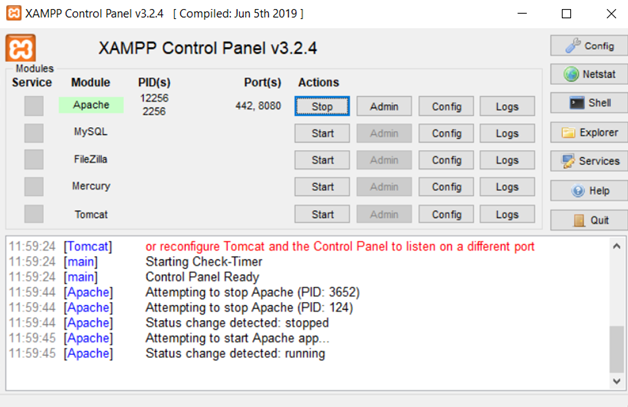 XAMPP Control Panel v3.2.4 [ Compiled: Jun 5th 2019 ]
XAMPP Control Panel v3.2.4
Config
Modules
Service Module PID(s) Port(s) Actions
Netstat
Apache 12256 2256 442, 8080 Stop Admin Config Logs
Shell
MySQL Start Admin Config Logs
Explorer
FileZilla Start Admin Config Logs
Services
Mercury Start Admin Config Logs
Help
Tomcat Start Admin Config Logs
Quit
11:59:24 [Tomcat] or reconfigure Tomcat and the Control Panel to listen on a different port
11:59:24 [main] Starting Check-Timer
11:59:24 [main] Control Panel Ready
11:59:44 [Apache] Attempting to stop Apache (PID: 3652)
11:59:44 [Apache] Attempting to stop Apache (PID: 124)
11:59:44 [Apache] Status change detected: stopped
11:59:45 [Apache] Attempting to start Apache app...
11:59:45 [Apache] Status change detected: running